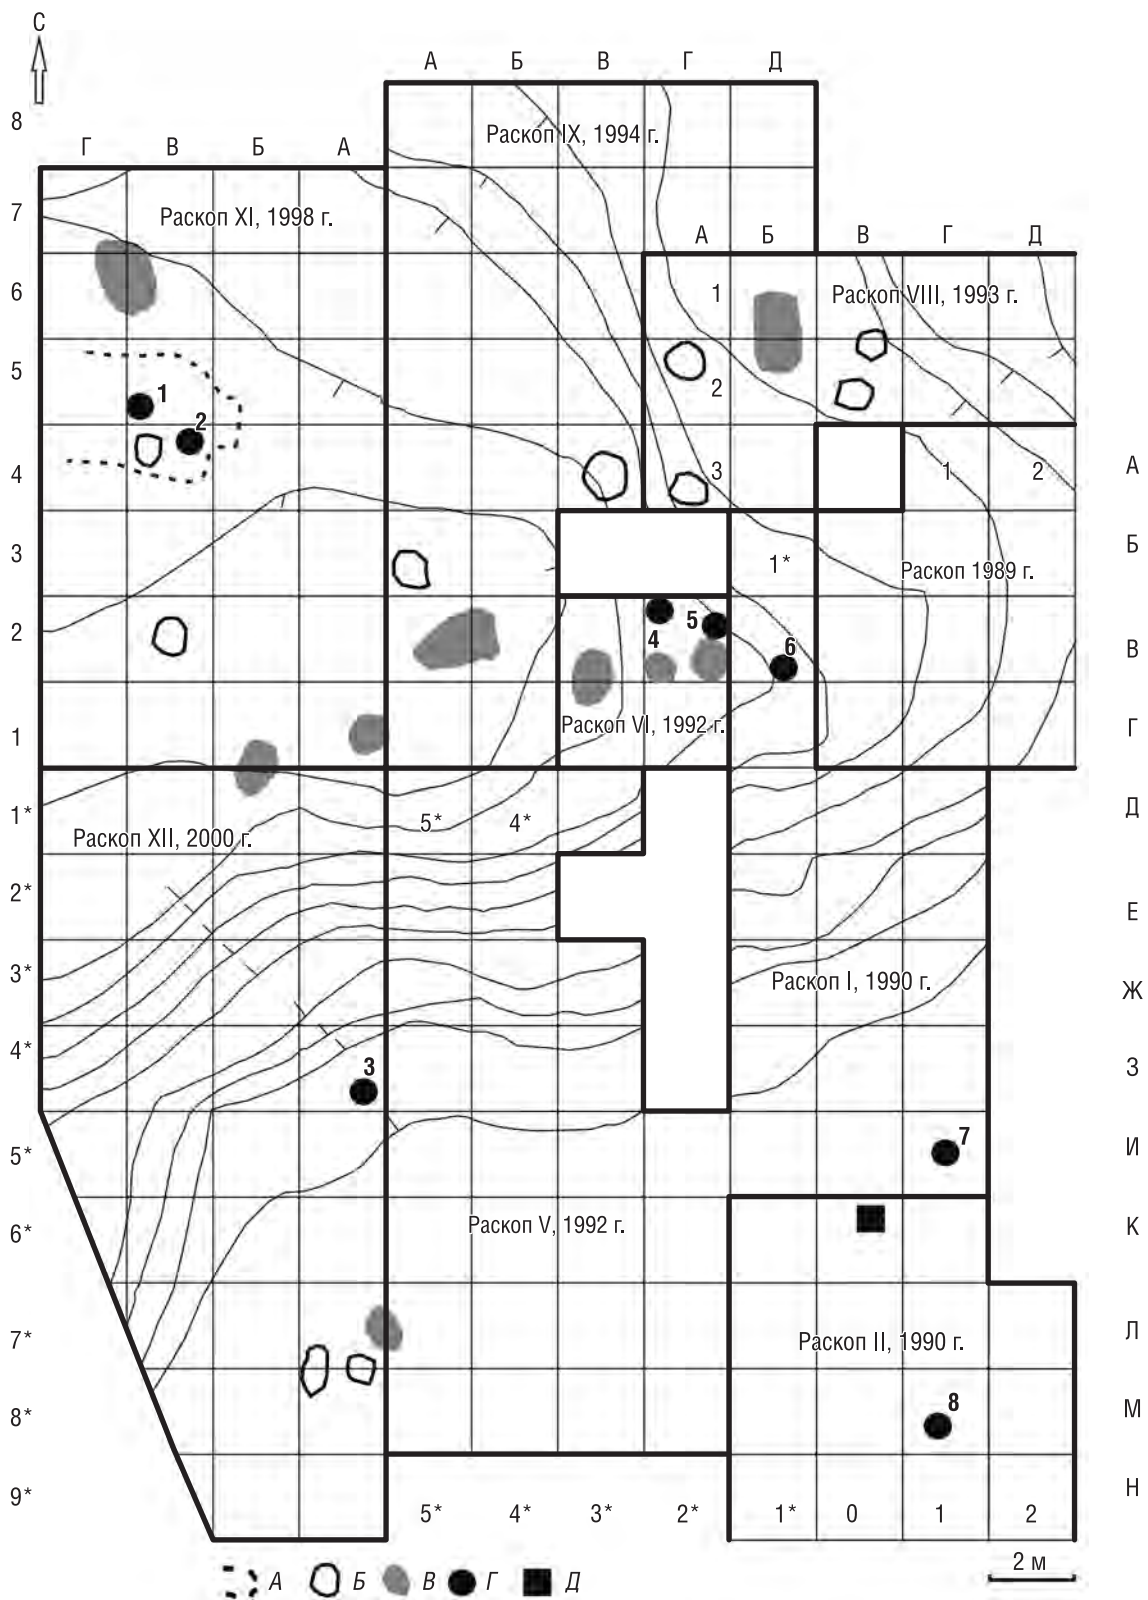 С
А Б В Г Д
8
Раскоп IX, 1994 г.
Г В Б А
7
Раскоп XI, 1998 г.
А Б В Г Д
6
1
Раскоп VIII, 1993 г.
5
1
2
2
4
3
1
2
А
3
1*
Раскоп 1989 г.
Б
2
4
5
6
В
1
Раскоп VI, 1992 г.
Г
1*
Раскоп XII, 2000 г.
5*
4*
Д
2*
Е
3*
Раскоп I, 1990 г.
Ж
4*
3
З
5*
7
И
6*
Раскоп V, 1992 г.
К
7*
Раскоп II, 1990 г.
Л
8*
8
М
9*
Н
5* 4* 3* 2* 1* 0 1 2
А Б В Г Д
2 м